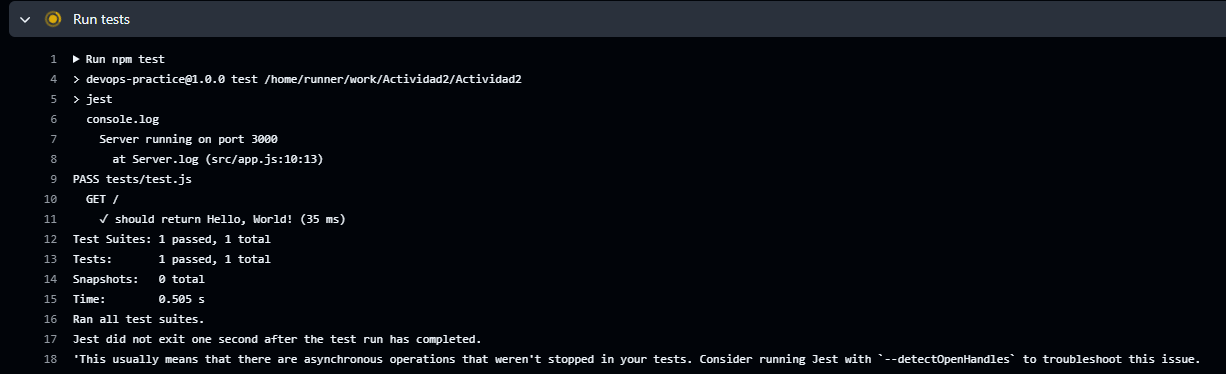 Run tests
1 ▶ Run npm test
4 > devops-practice@1.0.0 test /home/runner/work/Actividad2/Actividad2
5 > jest
6 console.log
7 Server running on port 3000
8 at Server.log (src/app.js:10:13)
9 PASS tests/test.js
10 GET /
11 ✓ should return Hello, World! (35 ms)
12 Test Suites: 1 passed, 1 total
13 Tests: 1 passed, 1 total
14 Snapshots: 0 total
15 Time: 0.505 s
16 Ran all test suites.
17 Jest did not exit one second after the test run has completed.
18 'This usually means that there are asynchronous operations that weren't stopped in your tests. Consider running Jest with `--detectOpenHandles` to troubleshoot this issue.